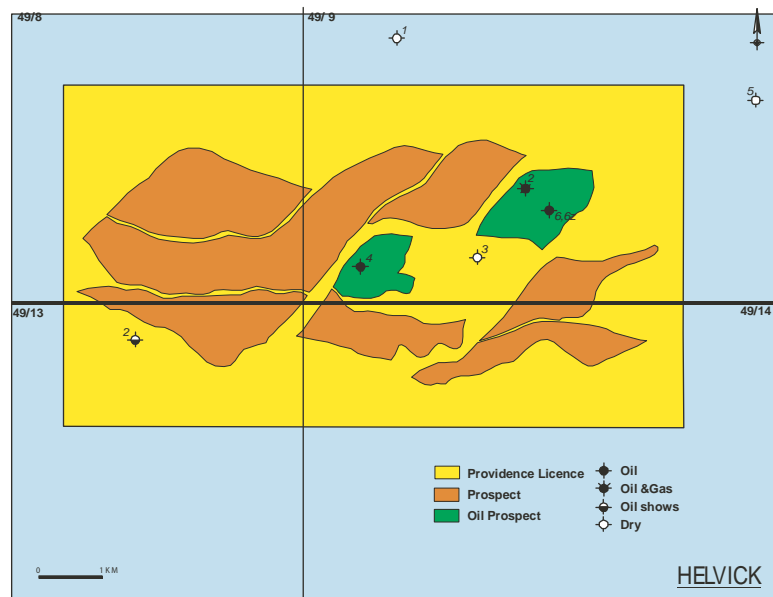 49/8
49/ 9
1
5
2
6,6z
3
4
49/13
49/14
2
Providence Licence
Prospect
Oil Prospect
Oil
Oil &Gas
Oil shows
Dry
0
1 KM
HELVICK